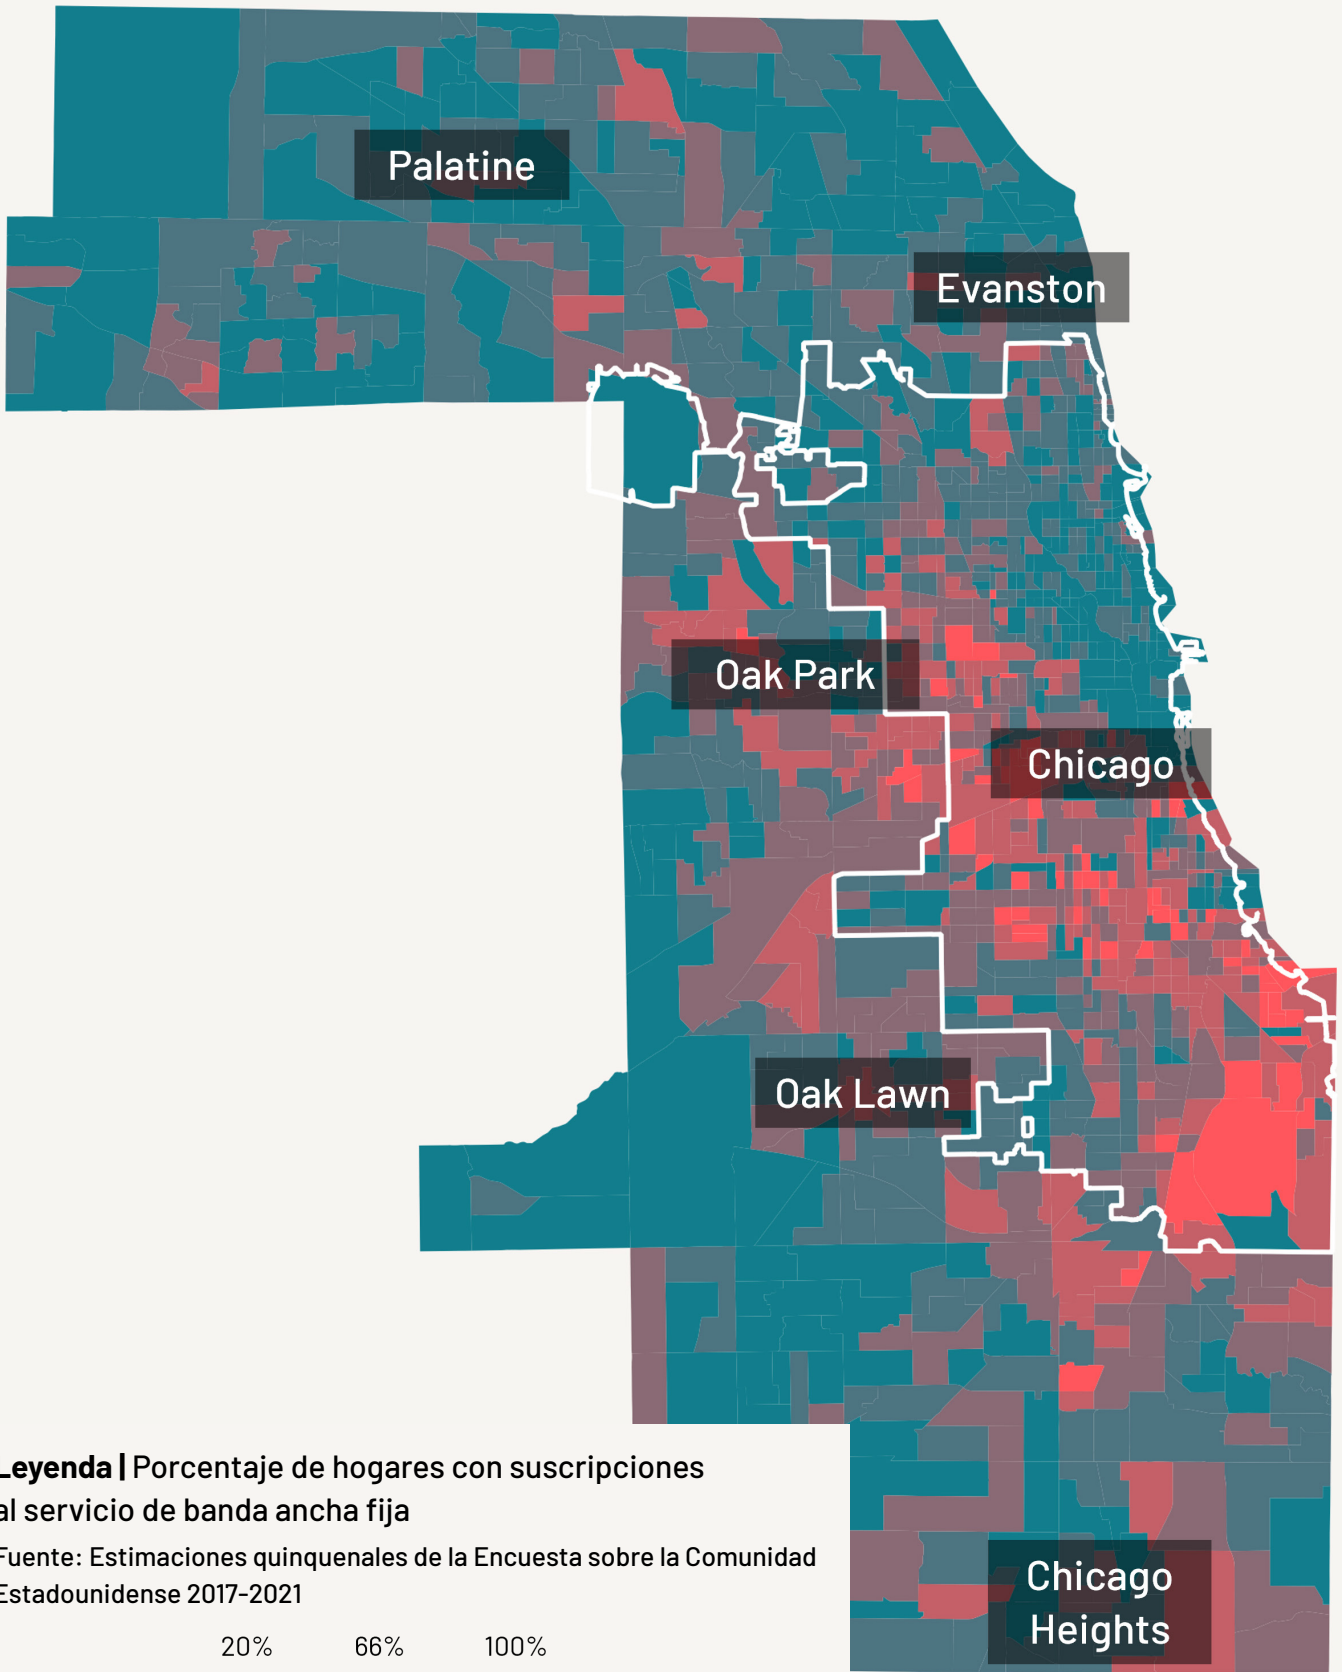 Palatine
Evanston
Oak Park
Chicago
Oak Lawn
Leyenda | Porcentaje de hogares con suscripciones
al servicio de banda ancha fija
Fuente: Estimaciones quinquenales de la Encuesta sobre la Comunidad
Estadounidense 2017-2021
Chicago
Heights
20% 66% 100%